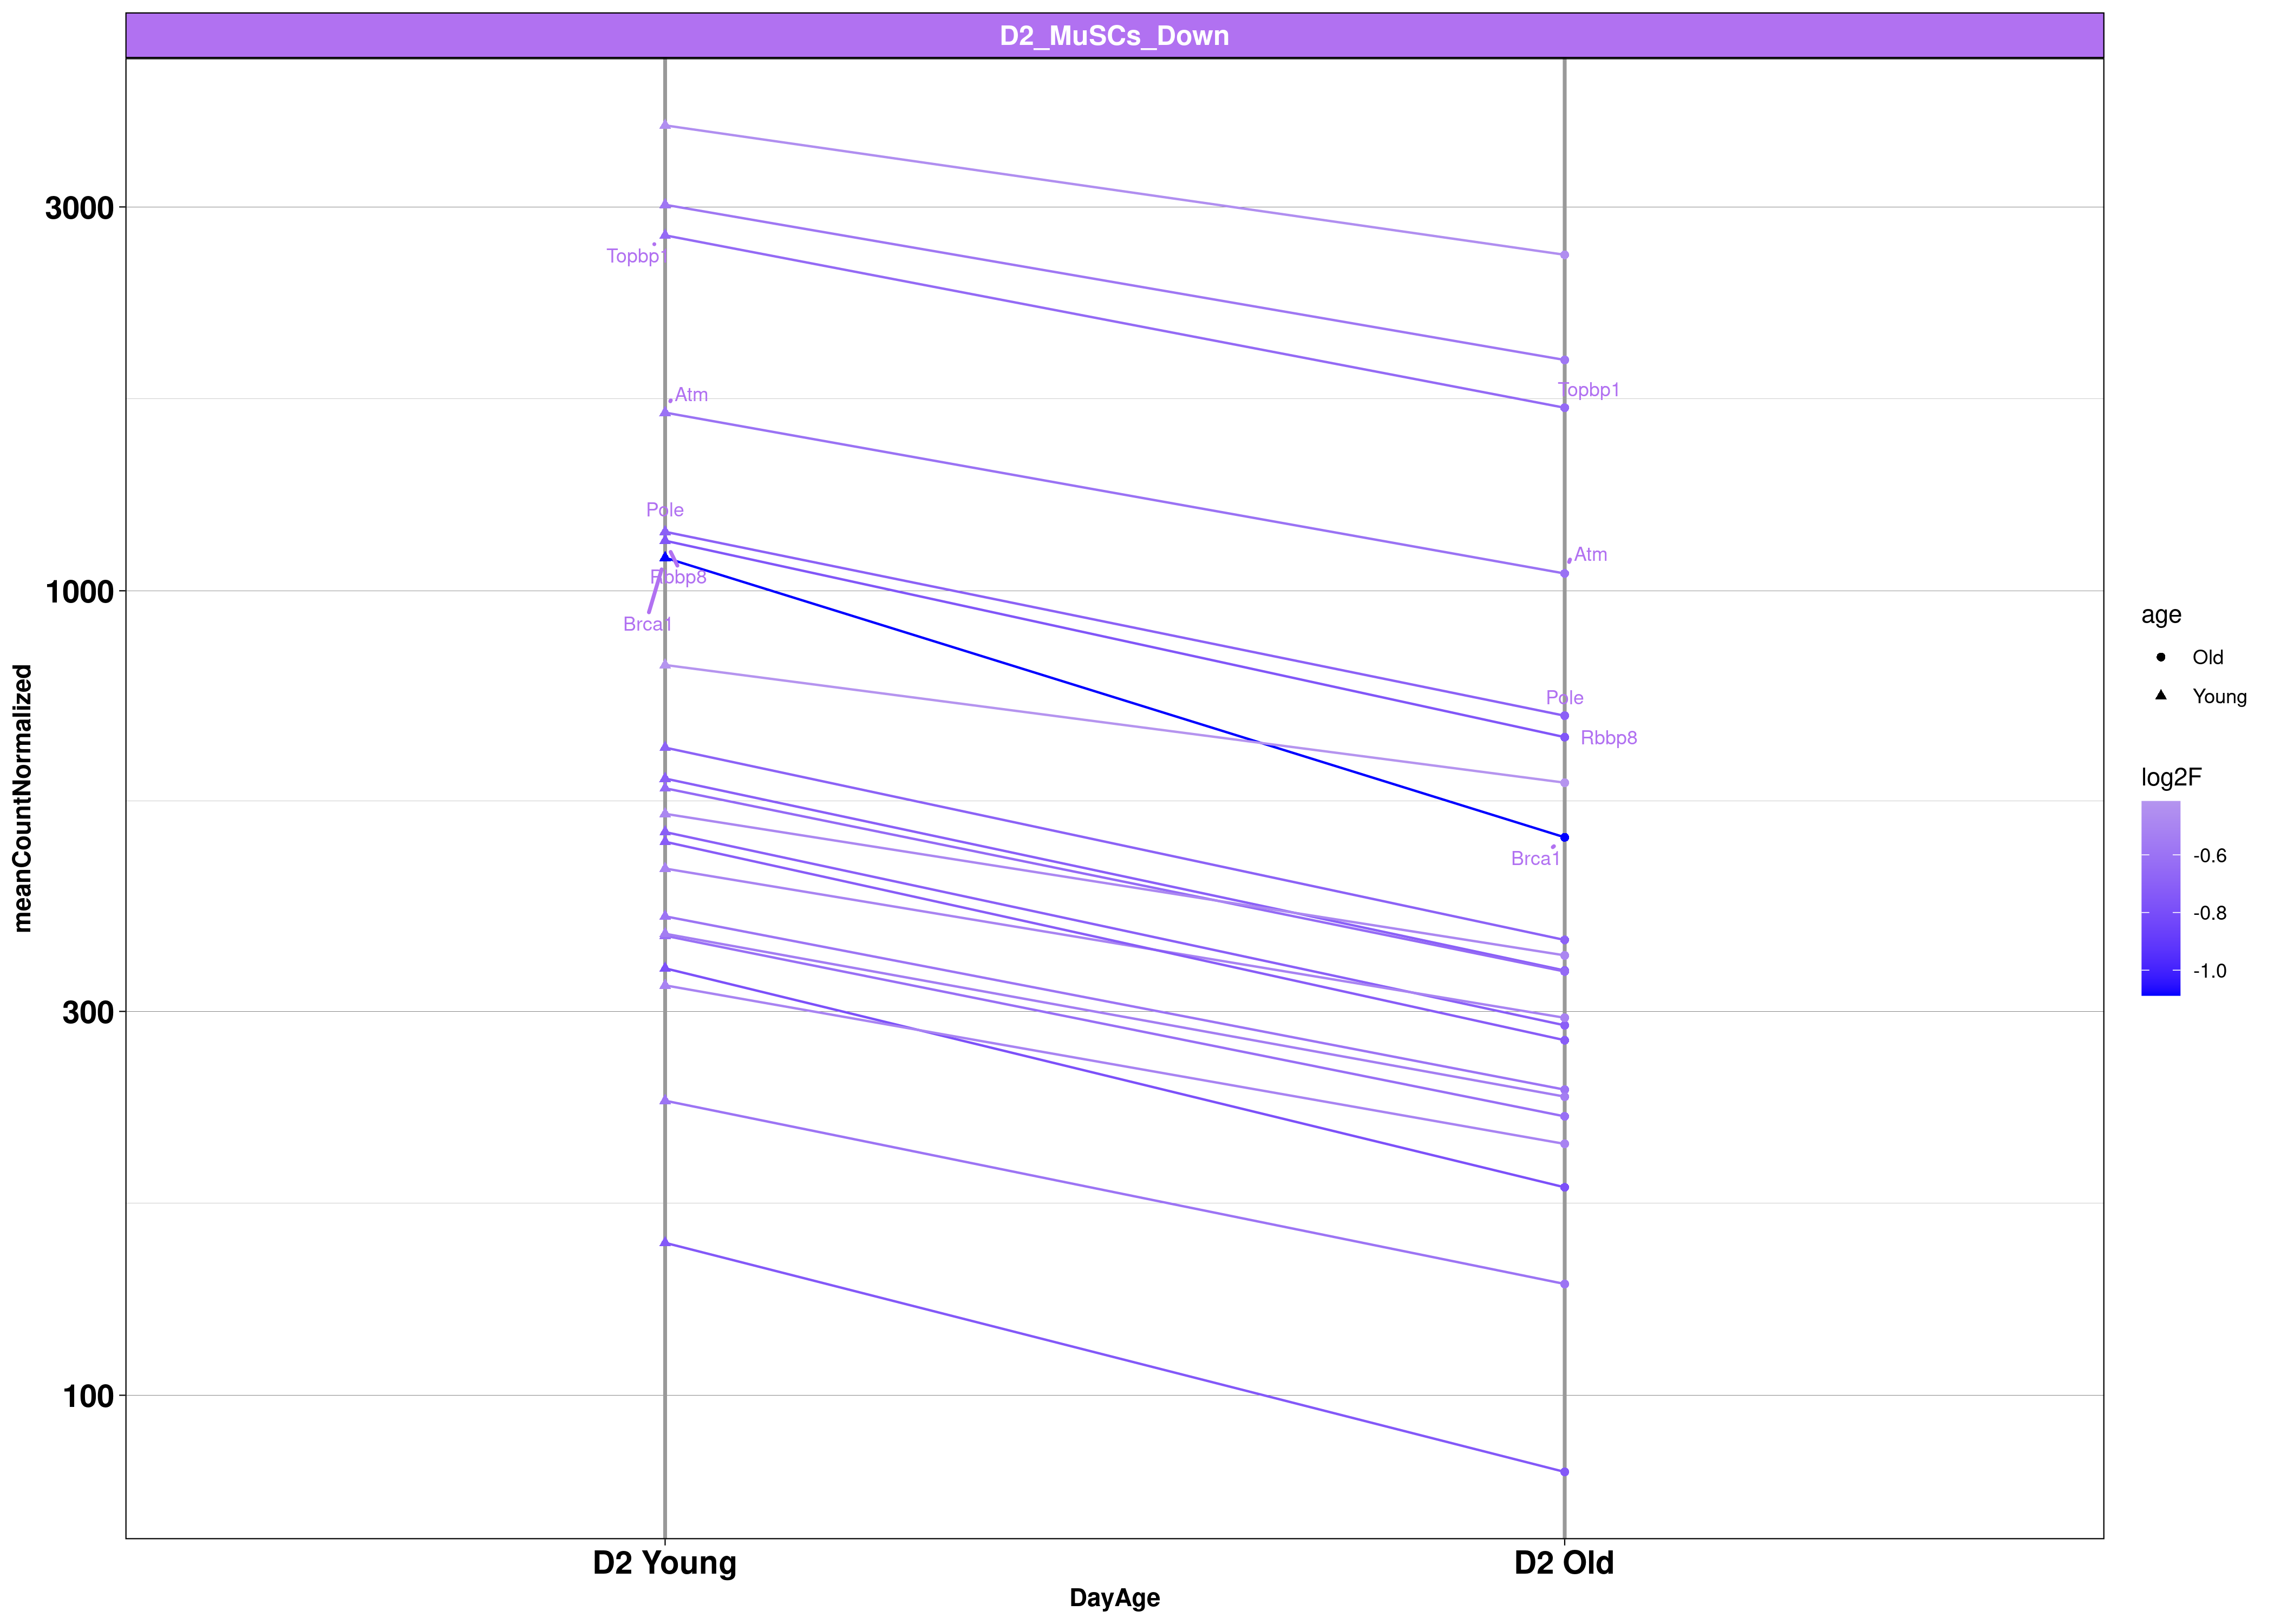 D2_MuSCs_Down
3000
Topbp1
Topbp1
Atm
Pole
Atm
Rbbp8
1000
Brca1
Pole
Rbbp8
Brca1
300
100
meanCountNormalized
D2 Young
D2 Old
DayAge
age
Old
Young
log2F
-0.6
-0.8
-1.0